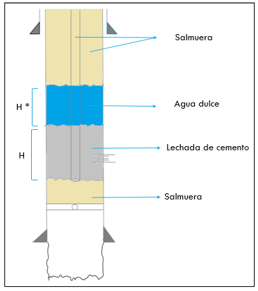 Salmuera
H *
Agua dulce
H
Lechada de cemento
Salmuera